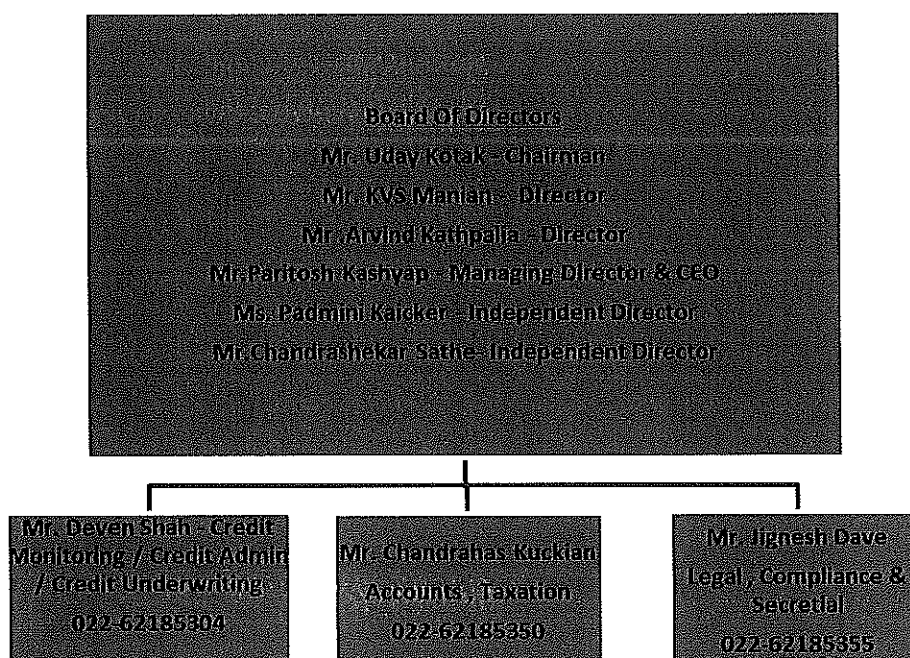 Board Of Directors
Mr. Uday Kotak - Chairman
Mr. KVS Manian - Director
Mr. Arvind Kathpalia - Director
Mr. Paritosh Kashyap - Managing Director & CEO
Ms. Padmini Kaicker - Independent Director
Mr. Chandrashekar Sathe- Independent Director
Mr. Deven Shah - Credit
Monitoring / Credit Admin
/ Credit Underwriting
022-62185304
Mr. Chandrahas Kuckian
Accounts , Taxation
022-62185350
Mr. Jignesh Dave
Legal , Compliance &
Secretial
022-62185355